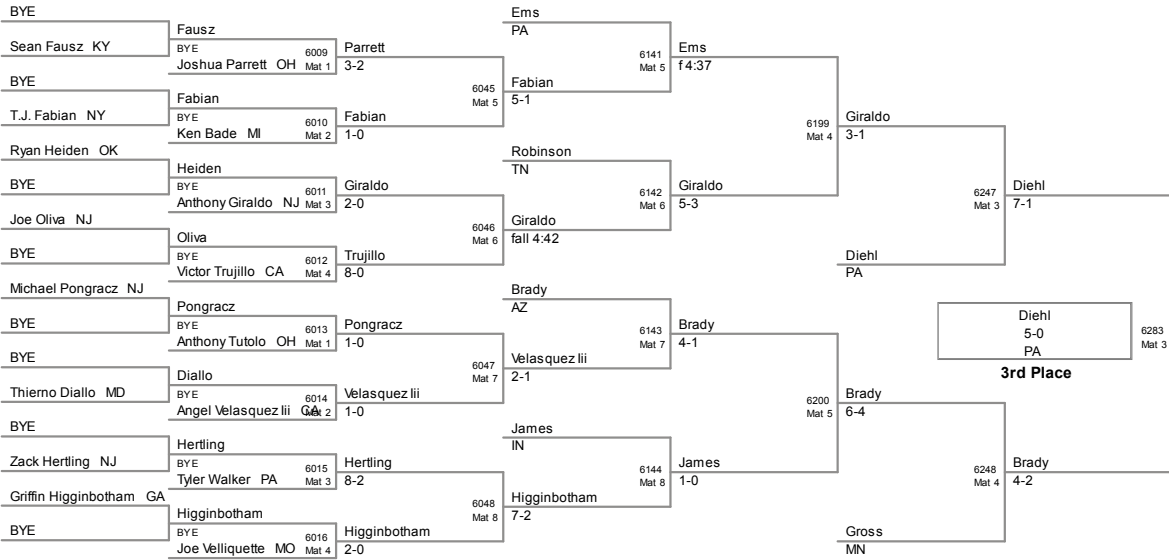 BYE
Sean Fausz KY
BYE
T.J. Fabian NY
Ryan Heiden OK
BYE
Joe Oliva NJ
BYE
Michael Pongracz NJ
BYE
BYE
Thierno Diallo MD
BYE
Zack Hertling NJ
Griffin Higginbotham GA
BYE
Fausz
BYE
6009
Joshua Parrett OH Mat 1
Fabian
BYE
6010
Ken Bade MI Mat 2
Heiden
BYE
6011
Anthony Giraldo NJ Mat 3
Oliva
BYE
6012
Victor Trujillo CA Mat 4
Pongracz
BYE
6013
Anthony Tutolo OH Mat 1
Diallo
BYE
6014
Angel Velasquez Iii CA Mat 2
Hertling
BYE
6015
Tyler Walker PA Mat 3
Higginbotham
BYE
6016
Joe Velliquette MO Mat 4
Parrett
3-2
6045
Mat 5
Fabian
1-0
Giraldo
2-0
6046
Mat 6
Trujillo
8-0
Pongracz
1-0
6047
Mat 7
Velasquez Iii
1-0
Hertling
8-2
6048
Mat 8
Higginbotham
2-0
Ems
PA
6141
Mat 5
Fabian
5-1
Robinson
TN
6142
Mat 6
Giraldo
fall 4:42
Brady
AZ
6143
Mat 7
Velasquez Iii
2-1
James
IN
6144
Mat 8
Higginbotham
7-2
Ems
f 4:37
6199
Mat 4
Giraldo
5-3
Brady
4-1
6200
Mat 5
James
1-0
Giraldo
3-1
6247
Mat 3
Diehl
PA
Brady
6-4
6248
Mat 4
Gross
MN
Diehl
7-1
Diehl
5-0
PA
6283
Mat 3
3rd Place
Brady
4-2